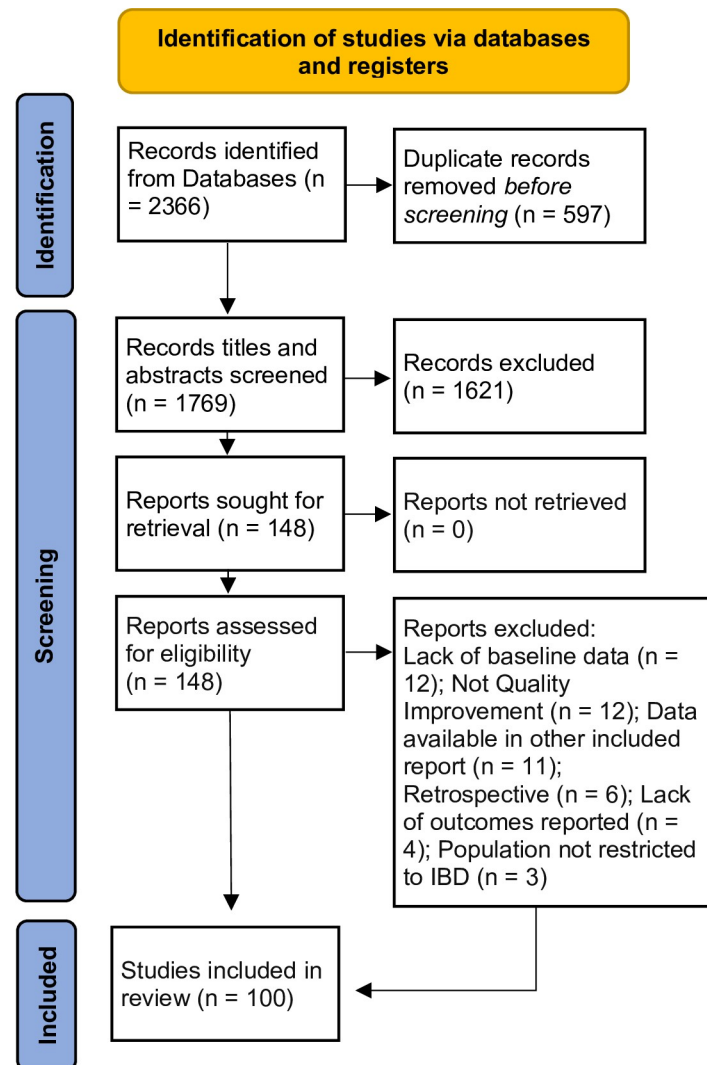 Identification of studies via databases
and registers
Identification
Records identified
from Databases (n
= 2366)
Duplicate records
removed before
screening (n = 597)
Screening
Records titles and
abstracts screened
(n = 1769)
Records excluded
(n = 1621)
Reports sought for
retrieval (n = 148)
Reports not retrieved
(n = 0)
Reports assessed
for eligibility
(n = 148)
Reports excluded:
Lack of baseline data (n =
12); Not Quality
Improvement (n = 12); Data
available in other included
report (n = 11);
Retrospective (n = 6); Lack
of outcomes reported (n =
4); Population not restricted
to IBD (n = 3)
Included
Studies included in
review (n = 100)